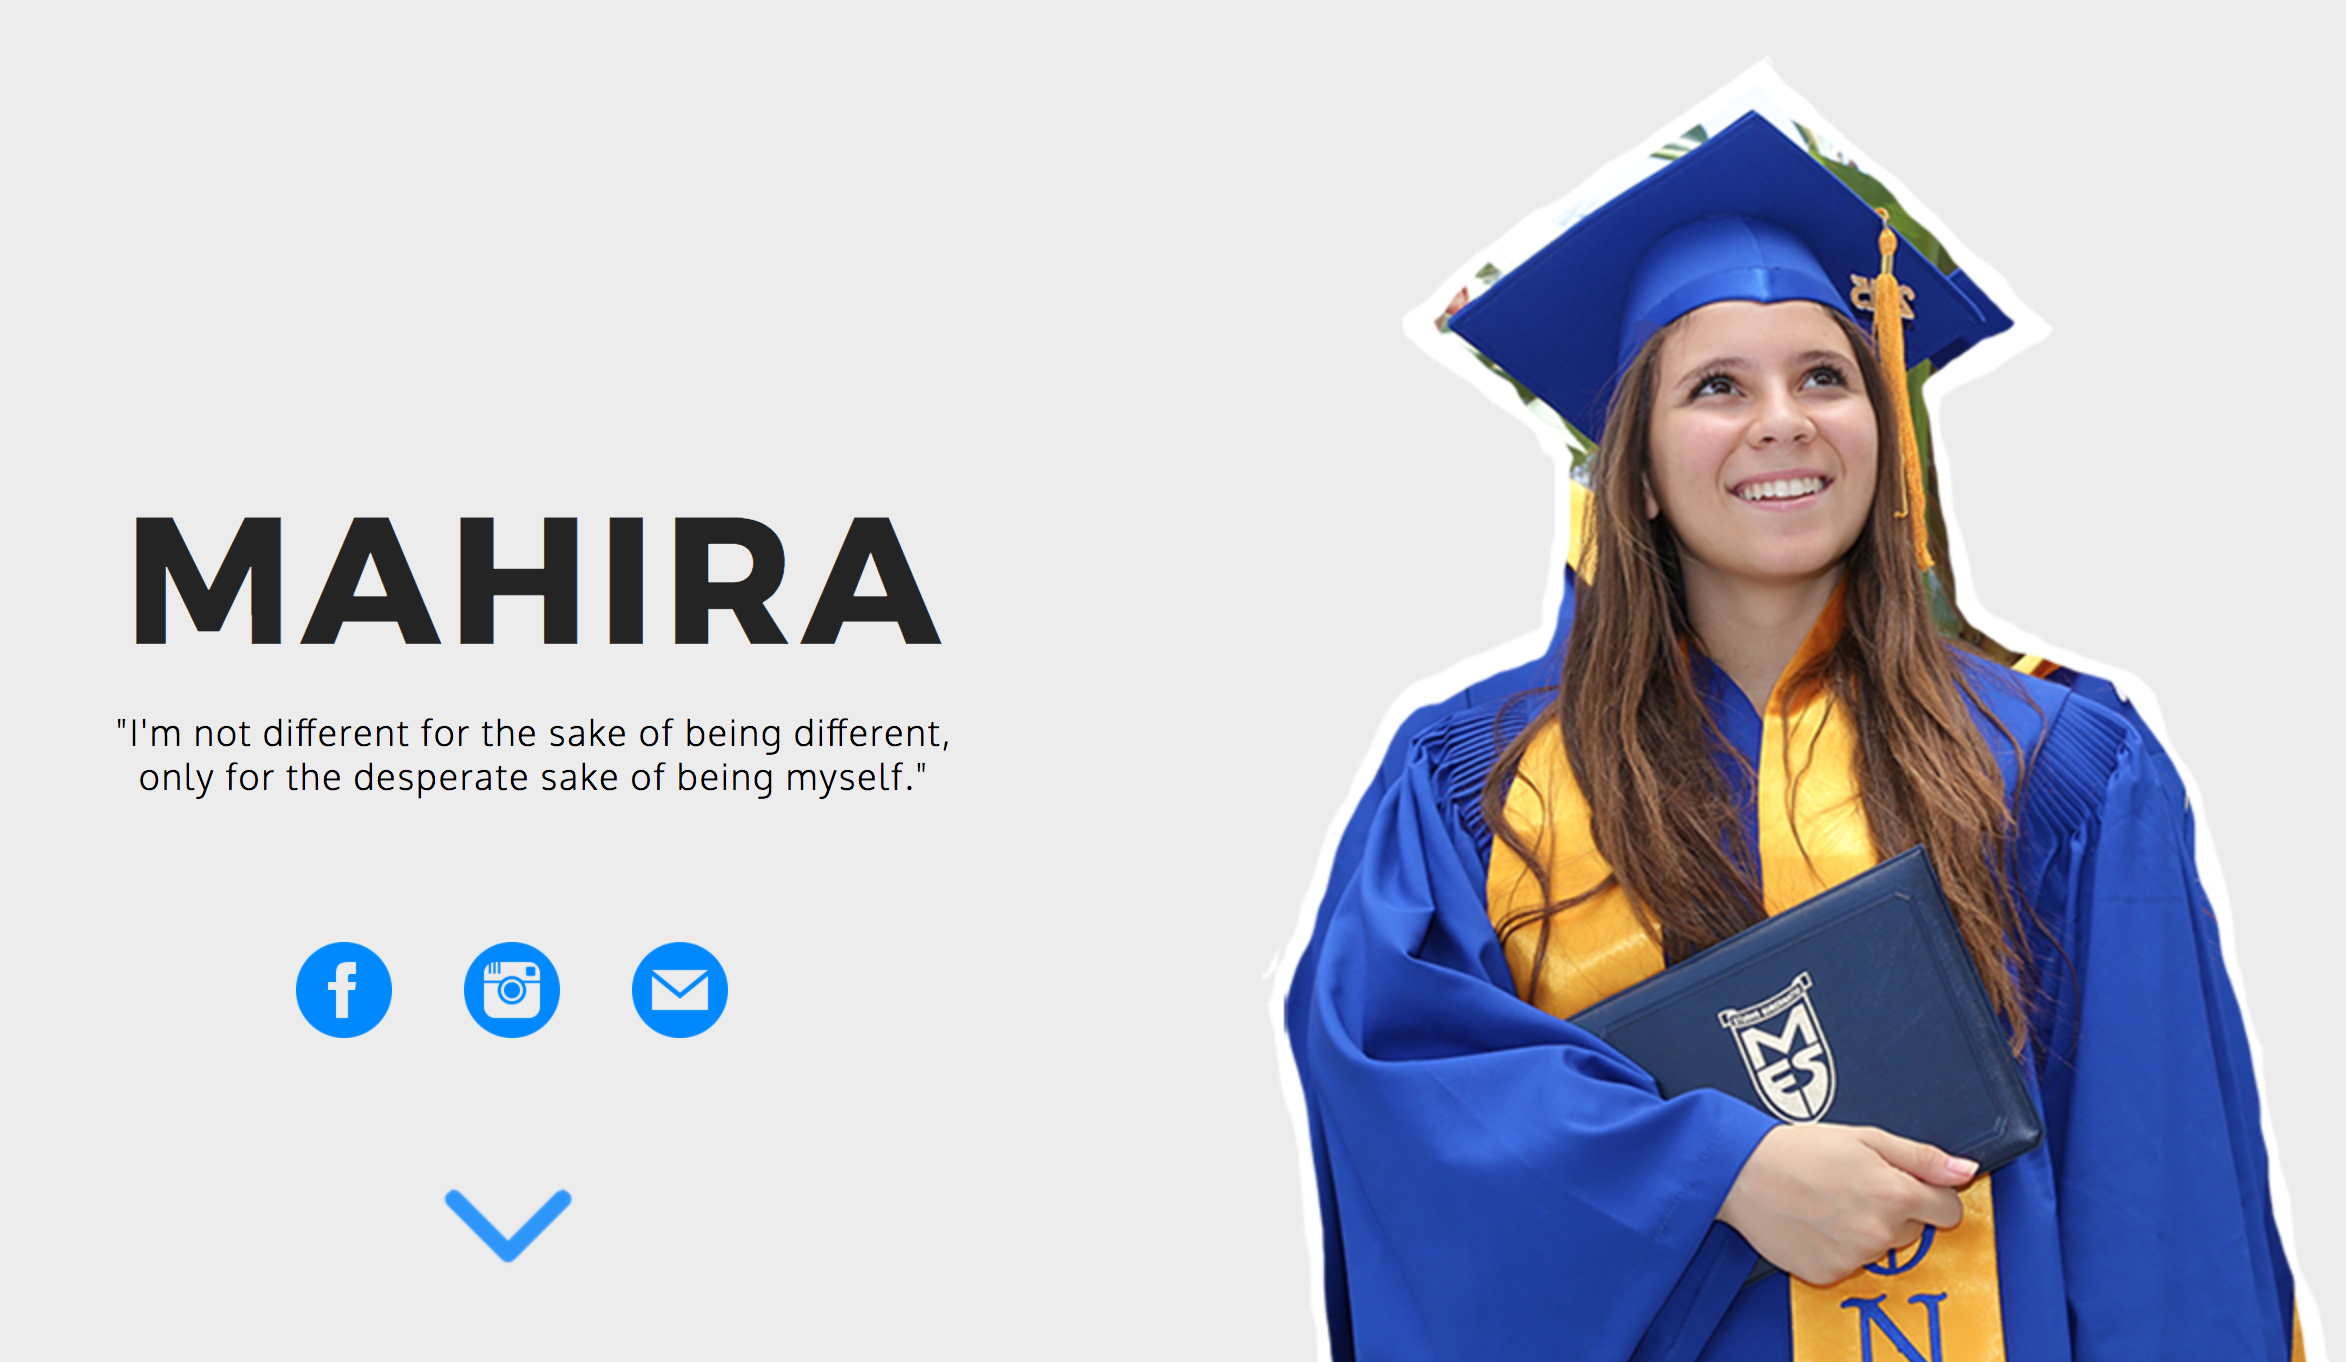 MAHIRA
"I'm not different for the sake of being different,
only for the desperate sake of being myself."
MES
N